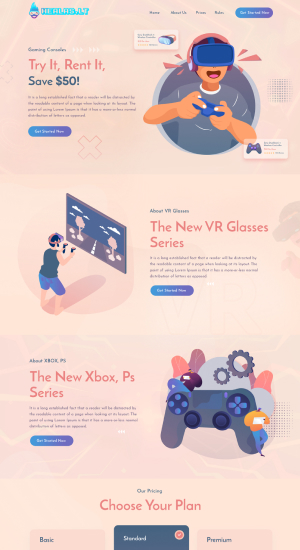 Home
About Us
Prices
Rules
Get Started Now
Gaming Consoles
Try It, Rent It,
Save $50!
It is a long established fact that a reader will be distracted by
the readable content of a page when looking at its layout. The
point of using Lorem Ipsum is that it has a more-or-less normal
distribution of letters as opposed
Get Started Now
About VR Glasses
The New VR Glasses
Series
It is a long established fact that a reader will be distracted by
the readable content of a page when looking at its layout. The
point of using Lorem Ipsum is that it has a more-or-less normal
distribution of letters as opposed
Get Started Now
About XBOX, PS
The New Xbox, Ps
Series
It is a long established fact that a reader will be distracted by
the readable content of a page when looking at its layout. The
point of using Lorem Ipsum is that it has a more-or-less normal
distribution of letters as opposed
Get Started Now
Our Pricing
Choose Your Plan
Basic
Standard
Premium